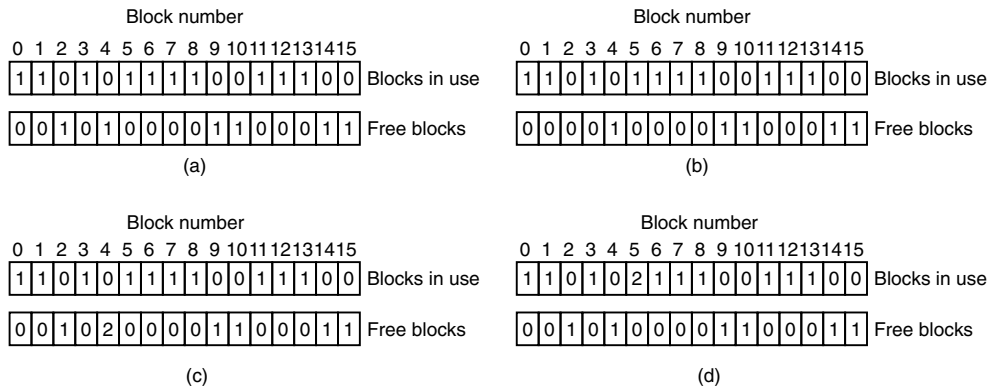 Block number
0 1 2 3 4 5 6 7 8 9 10 11 12 13 14 15
1 1 0 1 0 1 1 1 1 0 0 1 1 1 0 0 Blocks in use
0 0 1 0 1 0 0 0 0 1 1 0 0 0 1 1 Free blocks
(a)
Block number
0 1 2 3 4 5 6 7 8 9 10 11 12 13 14 15
1 1 0 1 0 1 1 1 1 0 0 1 1 1 0 0 Blocks in use
0 0 0 0 1 0 0 0 0 1 1 0 0 0 1 1 Free blocks
(b)
Block number
0 1 2 3 4 5 6 7 8 9 10 11 12 13 14 15
1 1 0 1 0 1 1 1 1 0 0 1 1 1 0 0 Blocks in use
0 0 1 0 2 0 0 0 0 1 1 0 0 0 1 1 Free blocks
(c)
Block number
0 1 2 3 4 5 6 7 8 9 10 11 12 13 14 15
1 1 0 1 0 2 1 1 1 0 0 1 1 1 0 0 Blocks in use
0 0 1 0 1 0 0 0 0 1 1 0 0 0 1 1 Free blocks
(d)